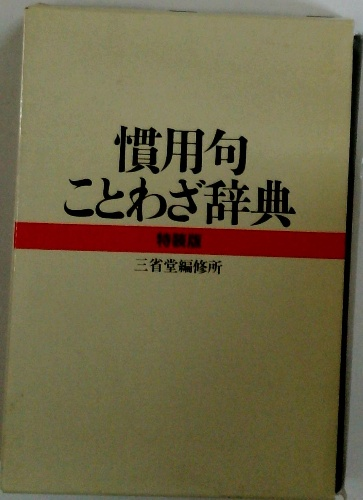 慣用句
ことわざ辞典
特装版
三省堂編修所